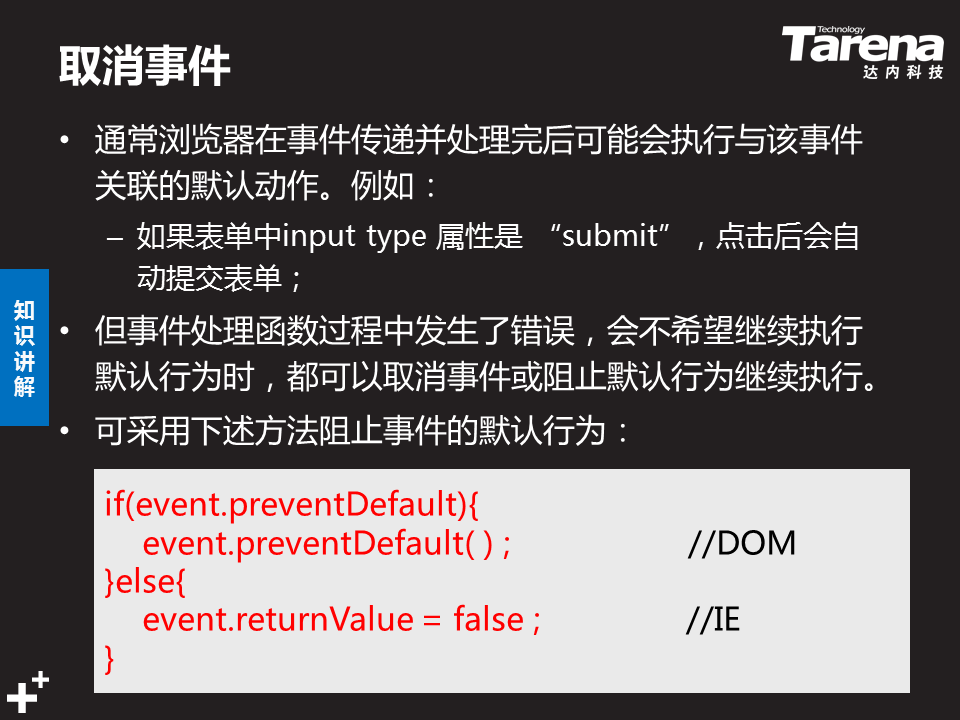 取消事件
Technology
Tarena
达内科技
• 通常浏览器在事件传递并处理完后可能会执行与该事件
关联的默认动作。例如：
– 如果表单中input type 属性是 “submit” ，点击后会自
动提交表单；
知识讲解
• 但事件处理函数过程中发生了错误，会不希望继续执行
默认行为时，都可以取消事件或阻止默认行为继续执行。
• 可采用下述方法阻止事件的默认行为：
if(event.preventDefault){
event.preventDefault( ) ; //DOM
}else{
event.returnValue = false ; //IE
}